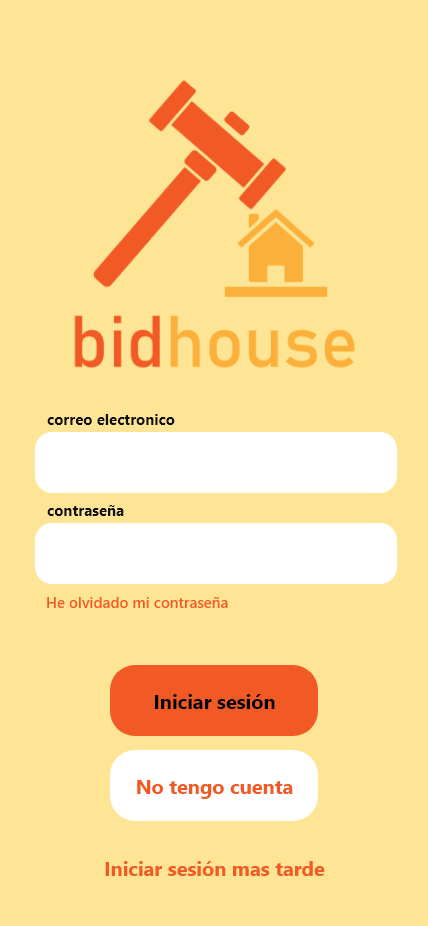 bidhouse
correo electronico
contraseña
He olvidado mi contraseña
Iniciar sesión
No tengo cuenta
Iniciar sesión mas tarde